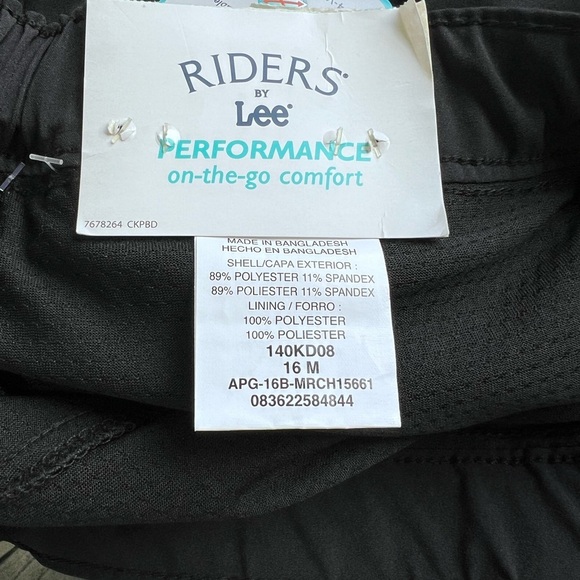 RIDERS
BY
Lee
PERFORMANCE
on-the-go comfort
7678264 CKPBD
MADE IN BANGLADESH
HECHO EN BANGLADESH
SHELL/CAPA EXTERIOR :
89% POLYESTER 11% SPANDEX
89% POLIESTER 11% SPANDEX
LINING / FORRO :
100% POLYESTER
100% POLIESTER
140KD08
16 M
APG-16B-MRCH15661
083622584844